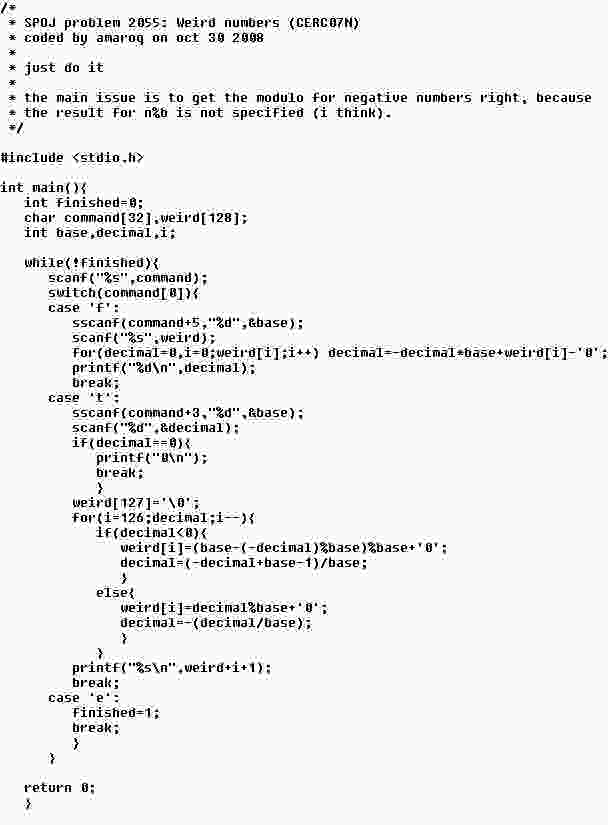 /*
 * SPOJ problem 2055: Weird numbers (CERC07N)
 * coded by amaroq on oct 30 2008
 *
 * just do it
 *
 * the main issue is to get the modulo for negative numbers right, because
 * the result for n%b is not specified (i think).
 */

#include <stdio.h>

int main(){
   int finished=0;
   char command[32],weird[128];
   int base,decimal,i;

   while(!finished){
      scanf("%s",command);
      switch(command[0]){
      case 'f':
         sscanf(command+5,"%d",&base);
         scanf("%s",weird);
         for(decimal=0,i=0;weird[i];i++) decimal=-decimal*base+weird[i]-'0';
         printf("%d\n",decimal);
         break;
      case 't':
         sscanf(command+3,"%d",&base);
         scanf("%d",&decimal);
         if(decimal==0){
            printf("0\n");
            break;
            }
         weird[127]='\0';
         for(i=126;decimal;i--){
            if(decimal<0){
               weird[i]=(base-(-decimal)%base)%base+'0';
               decimal=(-decimal+base-1)/base;
               }
            else{
               weird[i]=decimal%base+'0';
               decimal=-(decimal/base);
               }
            }
         printf("%s\n",weird+i+1);
         break;
      case 'e':
         finished=1;
         break;
         }
      }

   return 0;
   }